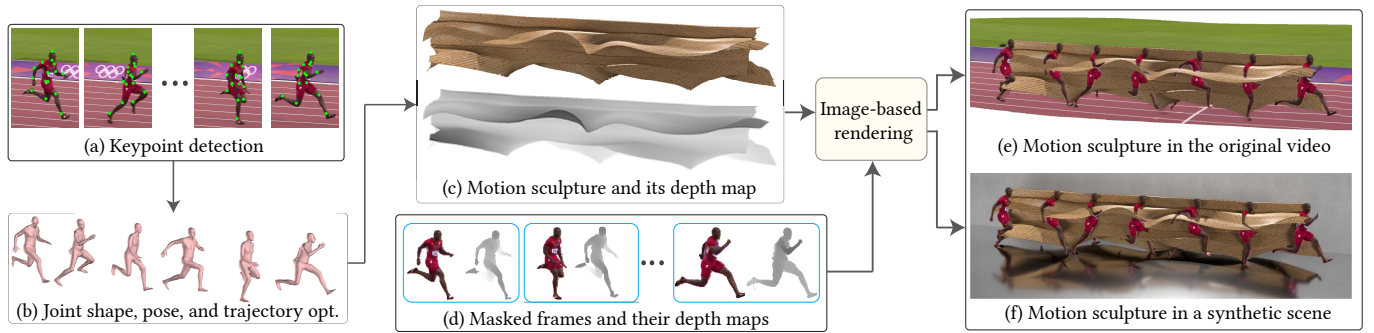 (a) Keypoint detection
(b) Joint shape, pose, and trajectory opt.
(c) Motion sculpture and its depth map
(d) Masked frames and their depth maps
Image-based
rendering
(e) Motion sculpture in the original video
(f) Motion sculpture in a synthetic scene